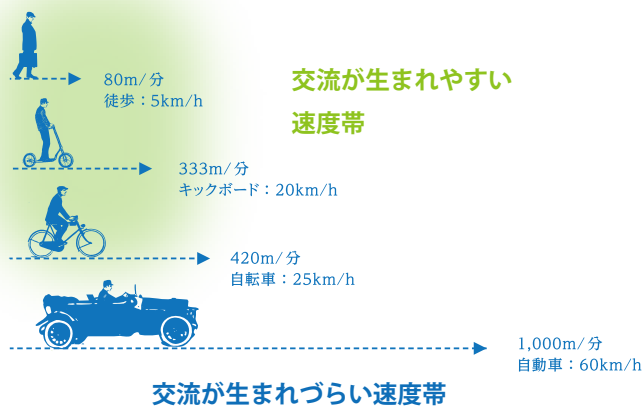 交流が生まれやすい
速度帯
80m/分
徒歩：5km/h
333m/分
キックボード：20km/h
420m/分
自転車：25km/h
1,000m/分
自動車：60km/h
交流が生まれづらい速度帯